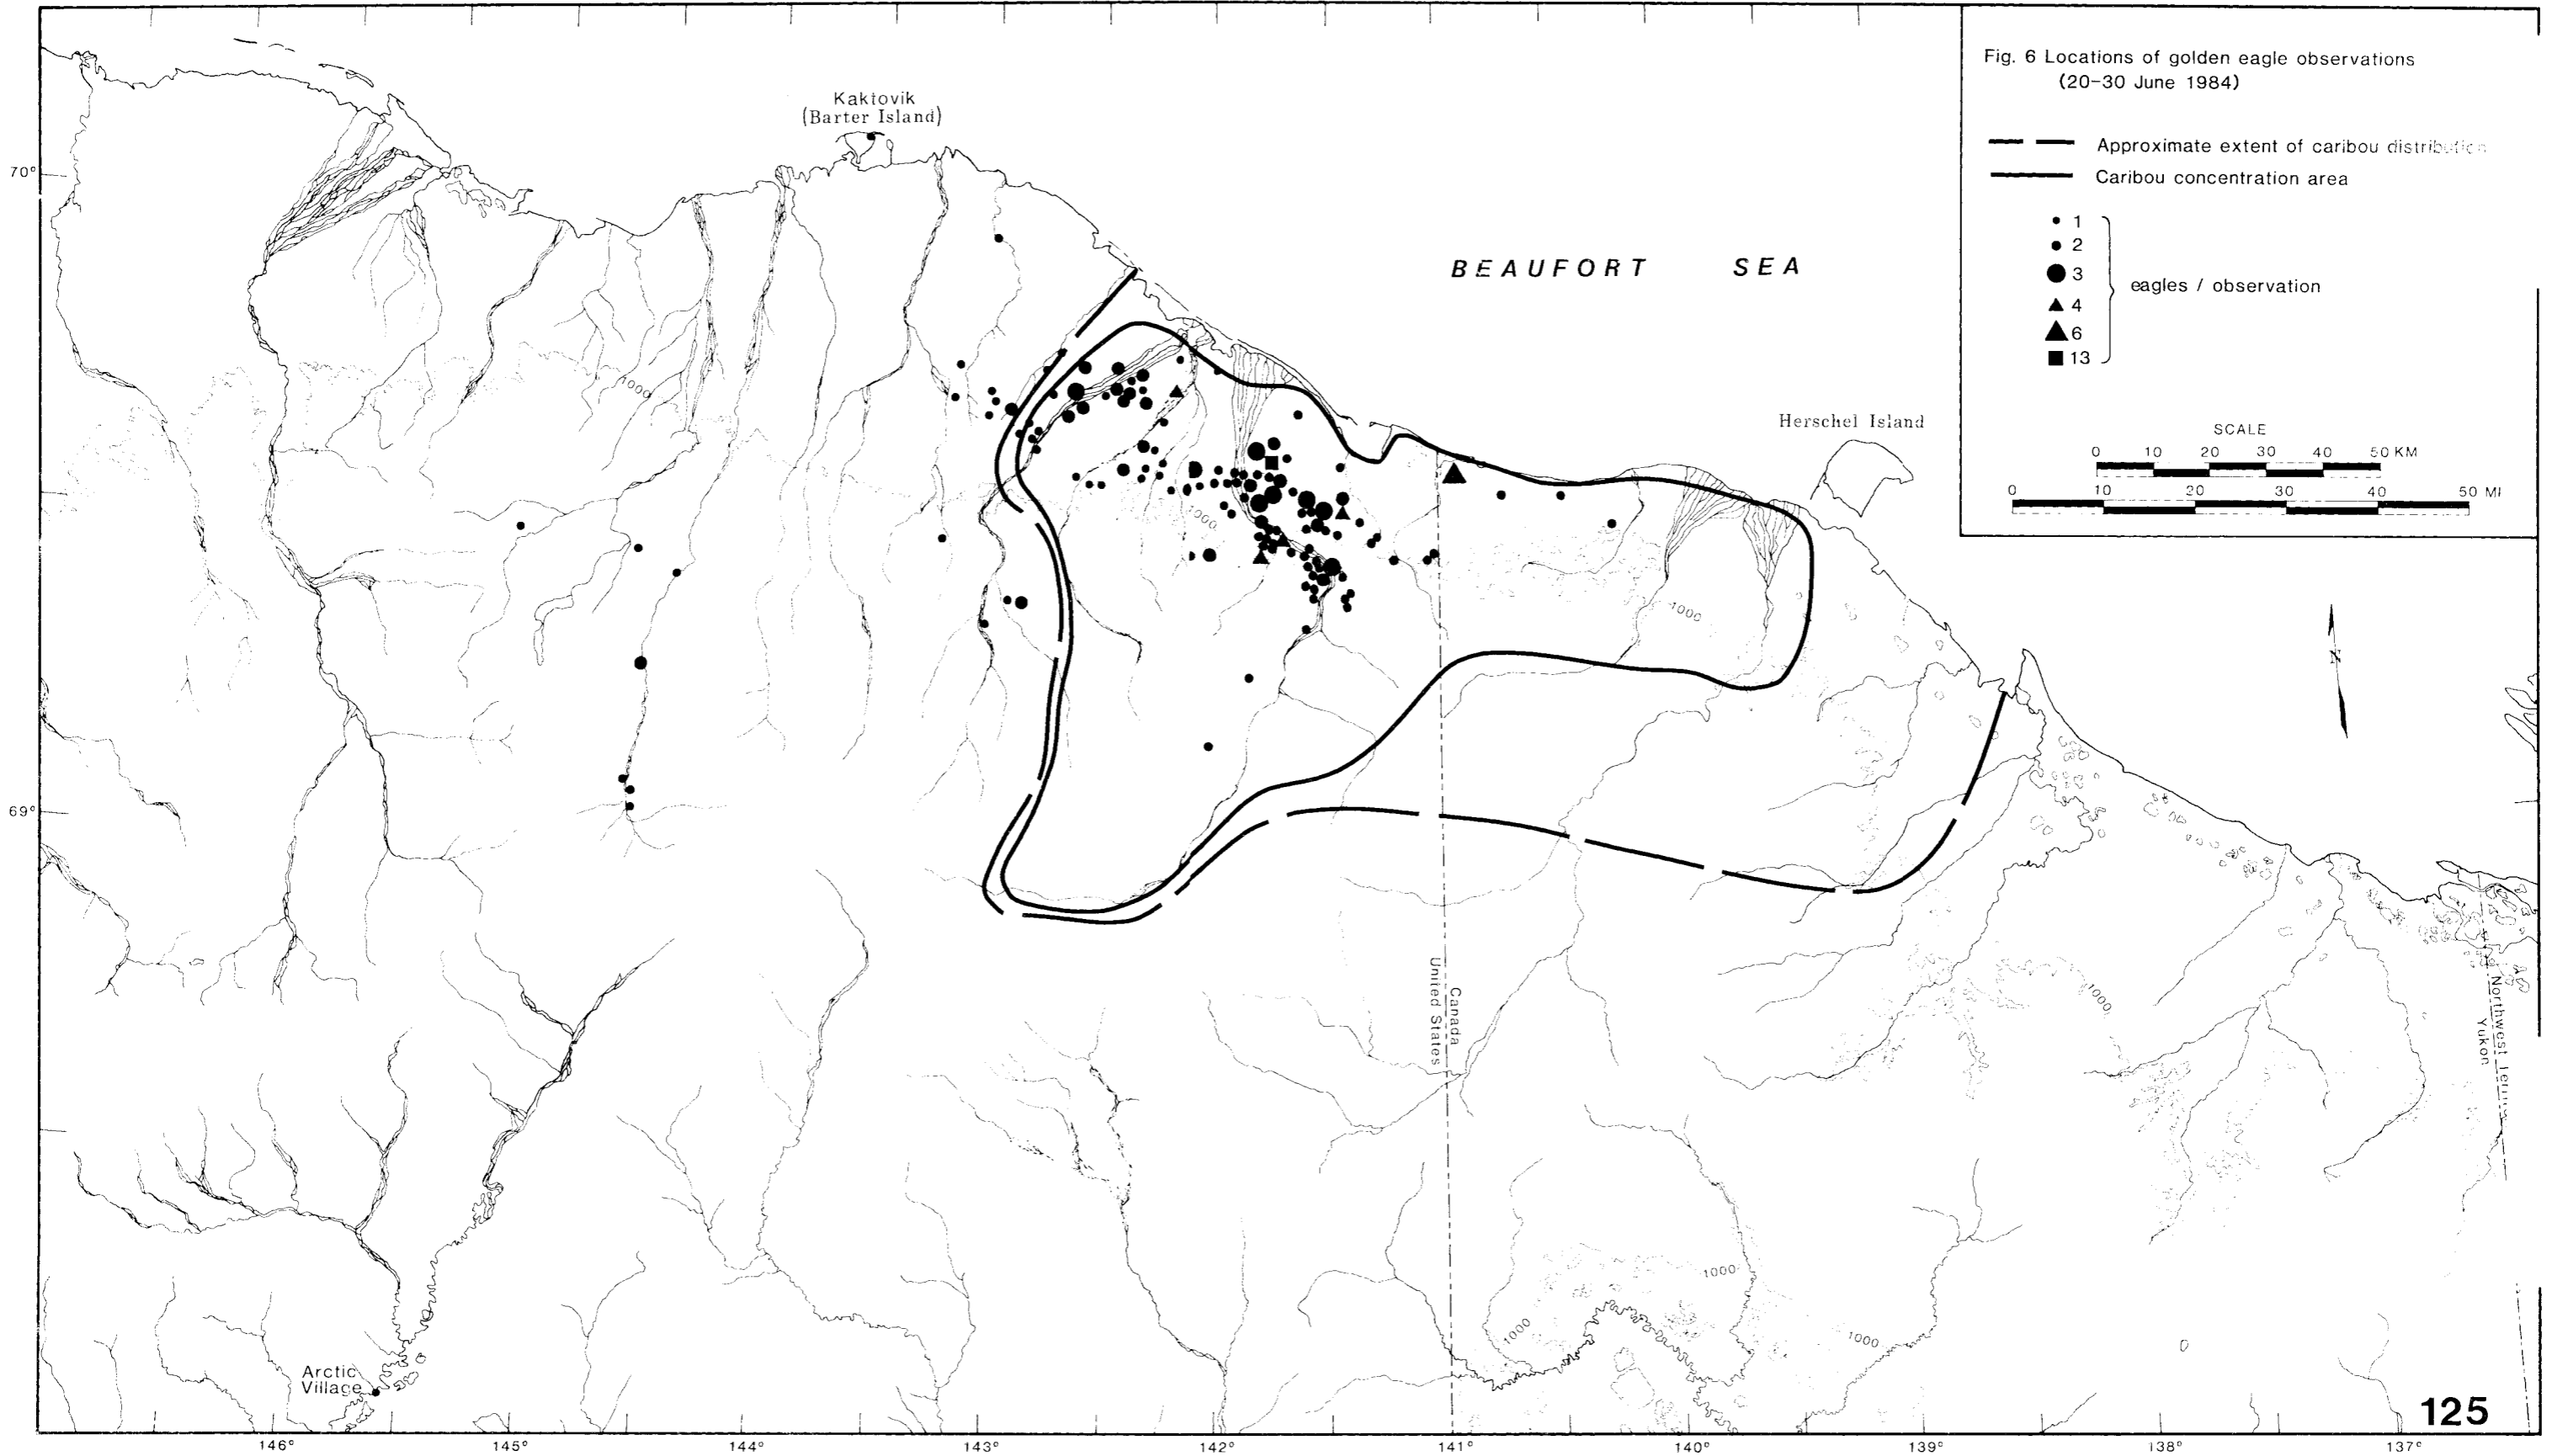 Fig. 6 Locations of golden eagle observations
(20-30 June 1984)
Approximate extent of caribou distribution
Caribou concentration area
1
2
3
4
6
13
eagles / observation
SCALE
0 10 20 30 40 50 KM
0 10 20 30 40 50 MI
Kaktovik
(Barter Island)
70°
BEAUFORT SEA
1000
Herschel Island
1000
1000
N
69°
United States
Canada
1000
Yukon
Northwest
1000
1000
1000
Arctic
Village
125
146° 145° 144° 143° 142° 141° 140° 139° 138° 137°